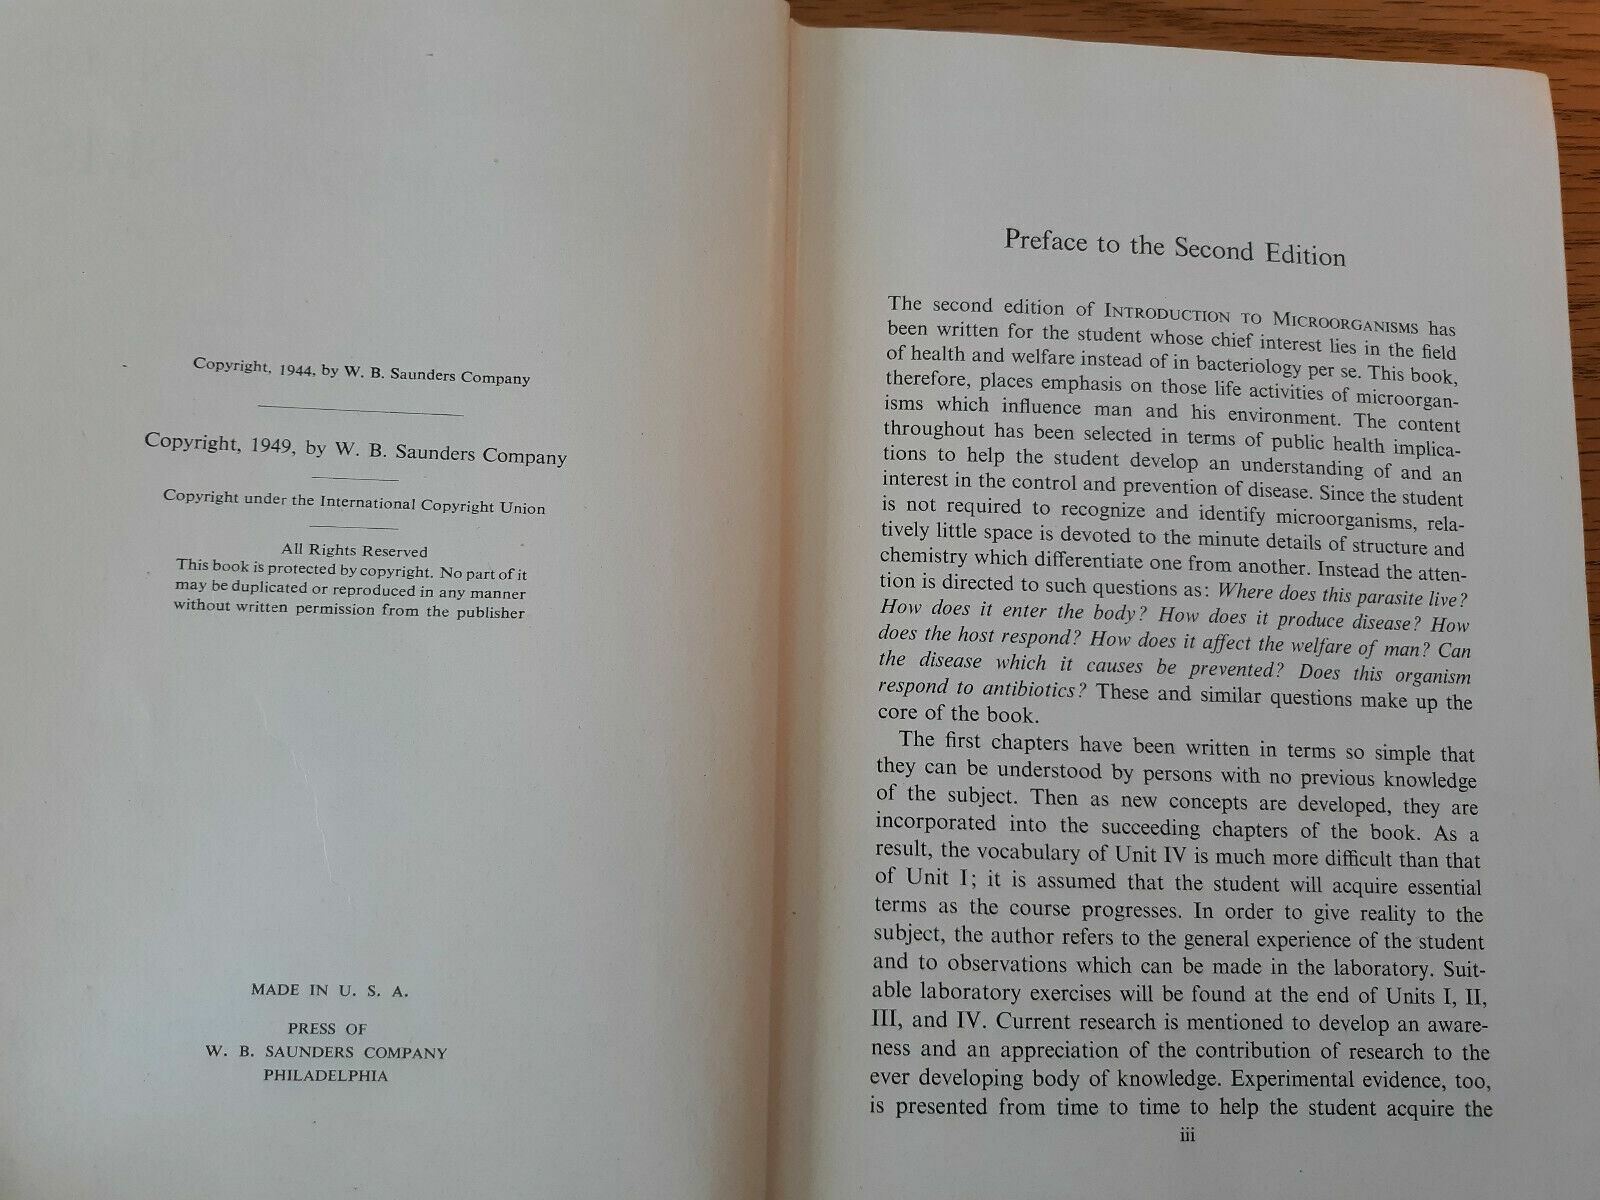 Copyright, 1944, by W. B. Saunders Company
Copyright, 1949, by W. B. Saunders Company
Copyright under the International Copyright Union
All Rights Reserved
This book is protected by copyright. No part of it
may be duplicated or reproduced in any manner
without written permission from the publisher
MADE IN U. S. A.
PRESS OF
W. B. SAUNDERS COMPANY
PHILADELPHIA
Preface to the Second Edition
The second edition of INTRODUCTION TO MICROORGANISMS has
been written for the student whose chief interest lies in the field
of health and welfare instead of in bacteriology per se. This book,
therefore, places emphasis on those life activities of microorgan-
isms which influence man and his environment. The content
throughout has been selected in terms of public health implica-
tions to help the student develop an understanding of and an
interest in the control and prevention of disease. Since the student
is not required to recognize and identify microorganisms, rela-
tively little space is devoted to the minute details of structure and
chemistry which differentiate one from another. Instead the atten-
tion is directed to such questions as: Where does this parasite live?
How does it enter the body? How does it produce disease? How
does the host respond? How does it affect the welfare of man? Can
the disease which it causes be prevented? Does this organism
respond to antibiotics? These and similar questions make up the
core of the book.
The first chapters have been written in terms so simple that
they can be understood by persons with no previous knowledge
of the subject. Then as new concepts are developed, they are
incorporated into the succeeding chapters of the book. As a
result, the vocabulary of Unit IV is much more difficult than that
of Unit I; it is assumed that the student will acquire essential
terms as the course progresses. In order to give reality to the
subject, the author refers to the general experience of the student
and to observations which can be made in the laboratory. Suit-
able laboratory exercises will be found at the end of Units I, II,
III, and IV. Current research is mentioned to develop an aware-
ness and an appreciation of the contribution of research to the
ever developing body of knowledge. Experimental evidence, too,
is presented from time to time to help the student acquire the
iii